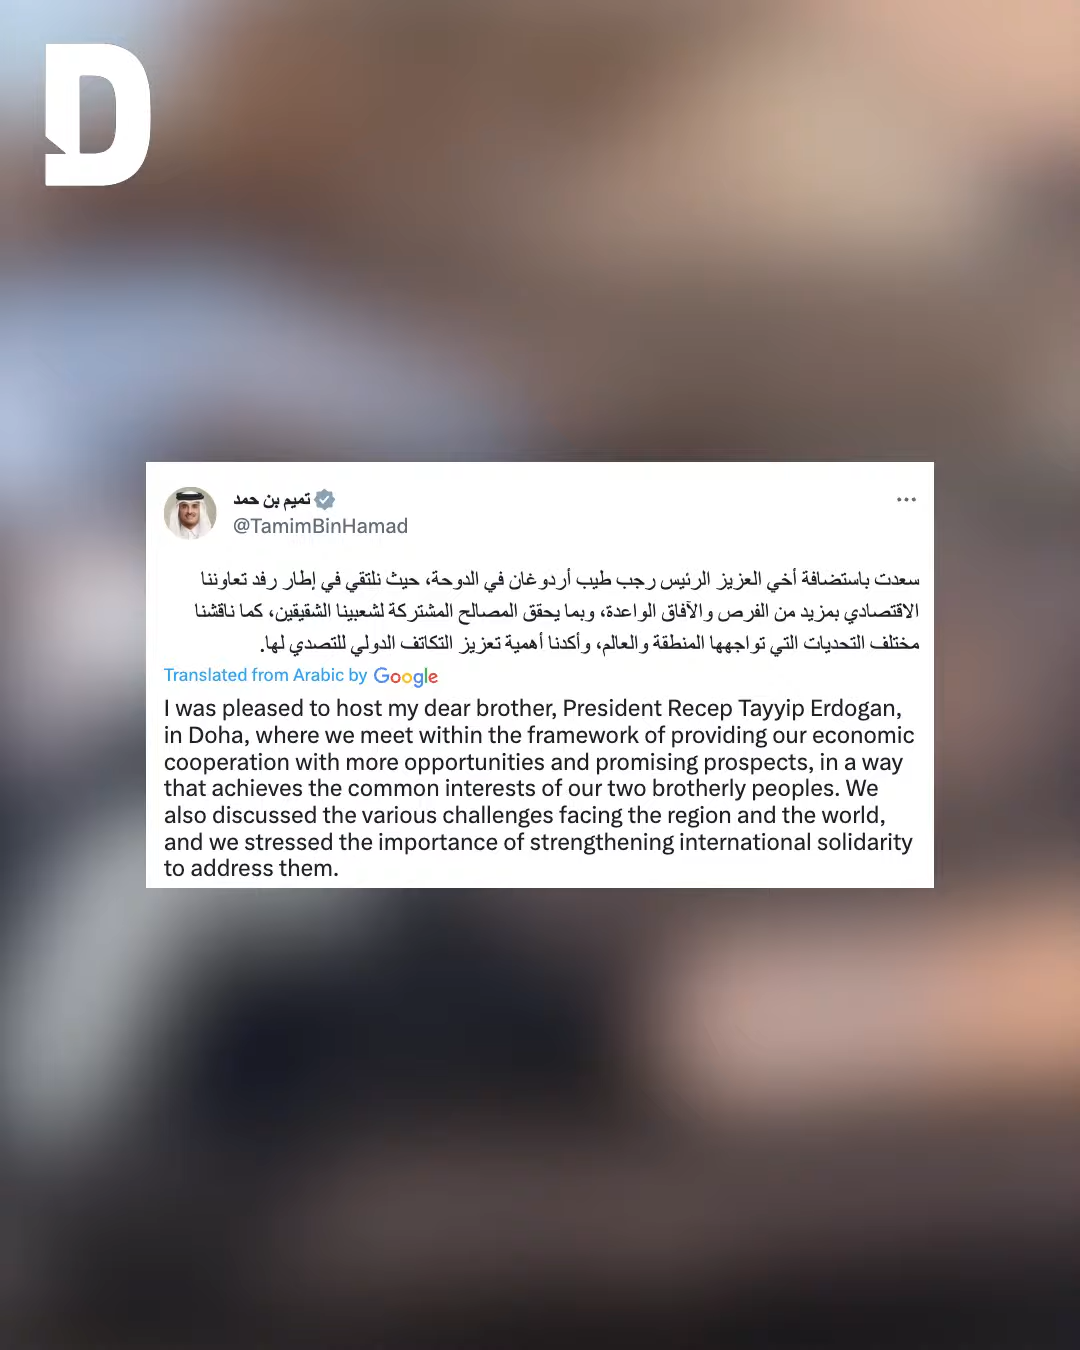 D
تميم بن حمد
@TamimBinHamad
سعدت باستضافة أخي العزيز الرئيس رجب طيب أردوغان في الدوحة، حيث نلتقي في إطار رفد تعاوننا
الاقتصادي بمزيد من الفرص والآفاق الواعدة، وبما يحقق المصالح المشتركة لشعبينا الشقيقين، كما ناقشنا
مختلف التحديات التي تواجهها المنطقة والعالم، وأكدنا أهمية تعزيز التكاتف الدولي للتصدي لها.
Translated from Arabic by Google
I was pleased to host my dear brother, President Recep Tayyip Erdogan,
in Doha, where we meet within the framework of providing our economic
cooperation with more opportunities and promising prospects, in a way
that achieves the common interests of our two brotherly peoples. We
also discussed the various challenges facing the region and the world,
and we stressed the importance of strengthening international solidarity
to address them.